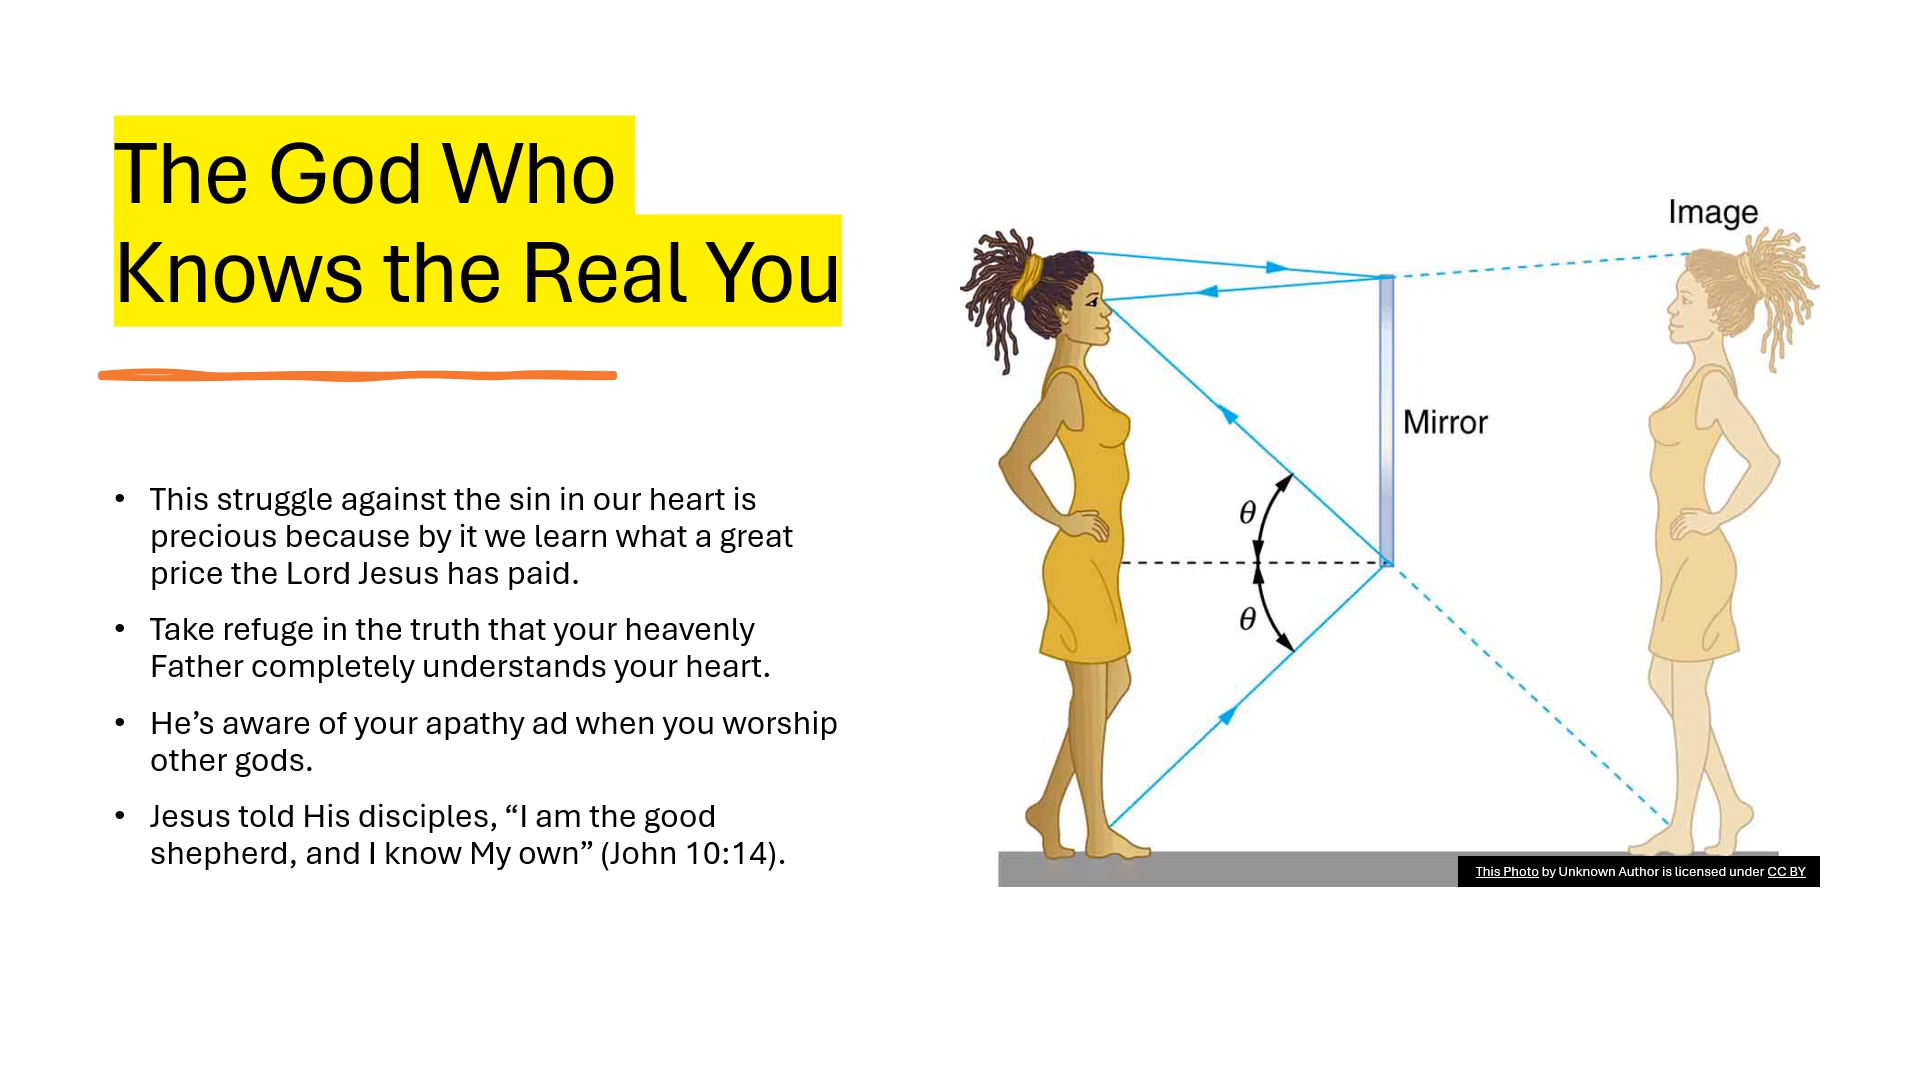 The God Who
Knows the Real You
• This struggle against the sin in our heart is
precious because by it we learn what a great
price the Lord Jesus has paid.
• Take refuge in the truth that your heavenly
Father completely understands your heart.
• He’s aware of your apathy ad when you worship
other gods.
• Jesus told His disciples, “I am the good
shepherd, and I know My own” (John 10:14).
Image
Mirror
θ
θ
This Photo by Unknown Author is licensed under CC BY